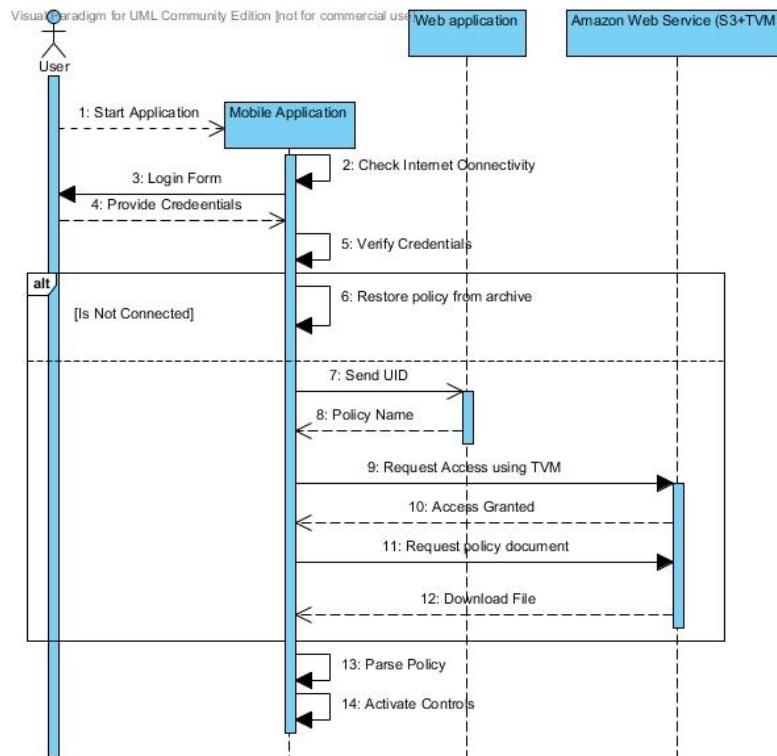 Visual Paradigm for UML Community Edition [not for commercial use]
Web application
Amazon Web Service (S3+TVM
User
1: Start Application
Mobile Application
2: Check Internet Connectivity
3: Login Form
4: Provide Credeentials
5: Verify Credentials
alt
[Is Not Connected]
6: Restore policy from archive
7: Send UID
8: Policy Name
9: Request Access using TVM
10: Access Granted
11: Request policy document
12: Download File
13: Parse Policy
14: Activate Controls